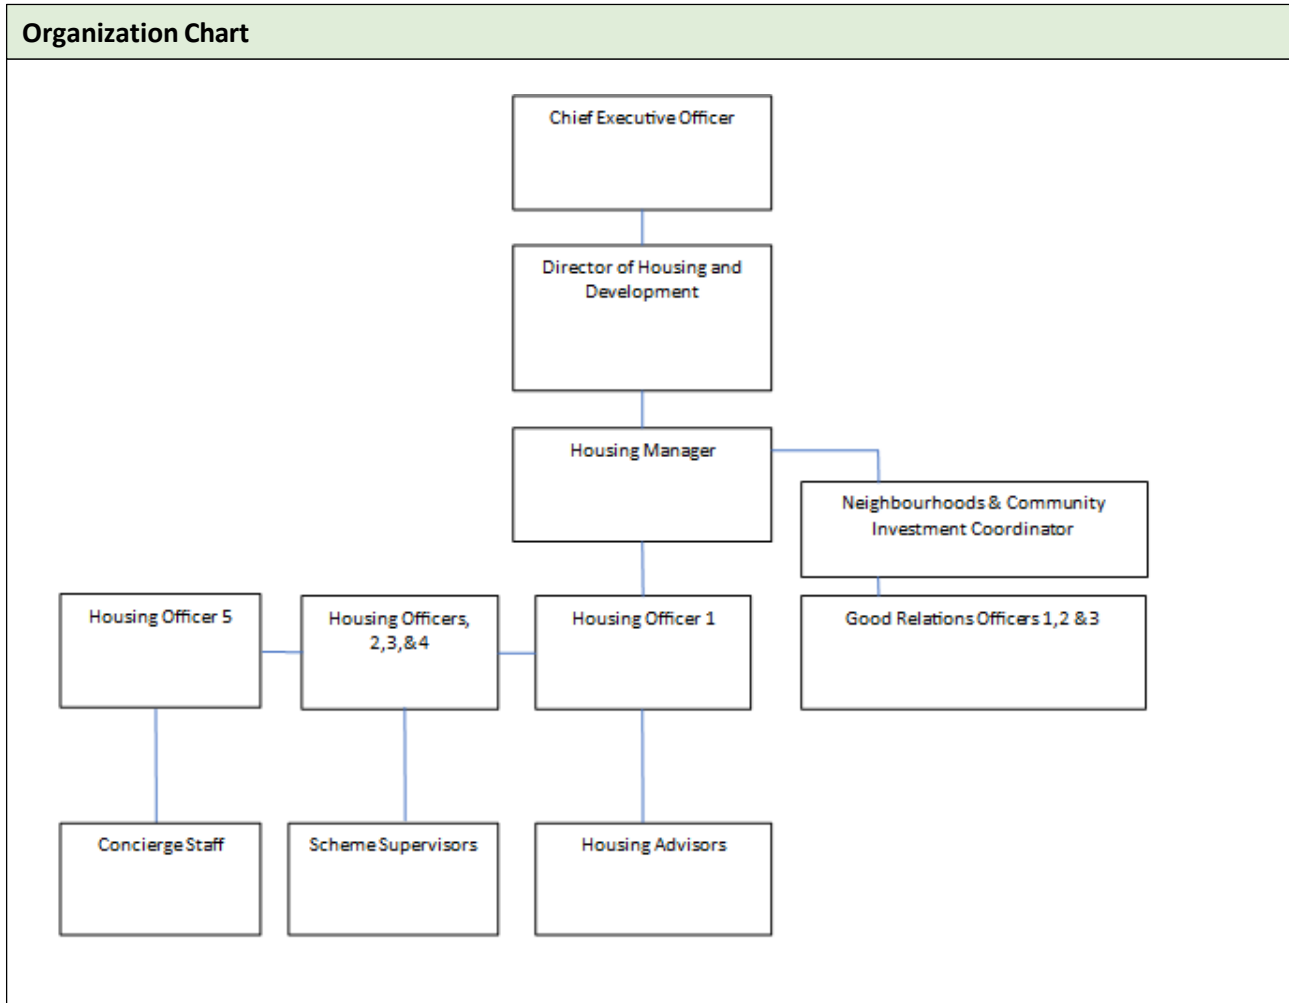 Organization Chart
Chief Executive Officer
Director of Housing and
Development
Housing Manager
Neighbourhoods & Community
Investment Coordinator
Housing Officer 5
Housing Officers,
2,3,&4
Housing Officer 1
Good Relations Officers 1,2 &3
Concierge Staff
Scheme Supervisors
Housing Advisors